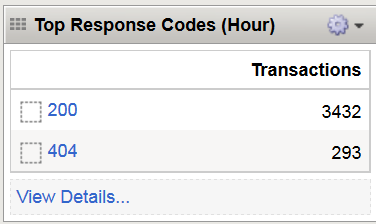 Top Response Codes (Hour)
Transactions
200 3432
404 293
View Details...